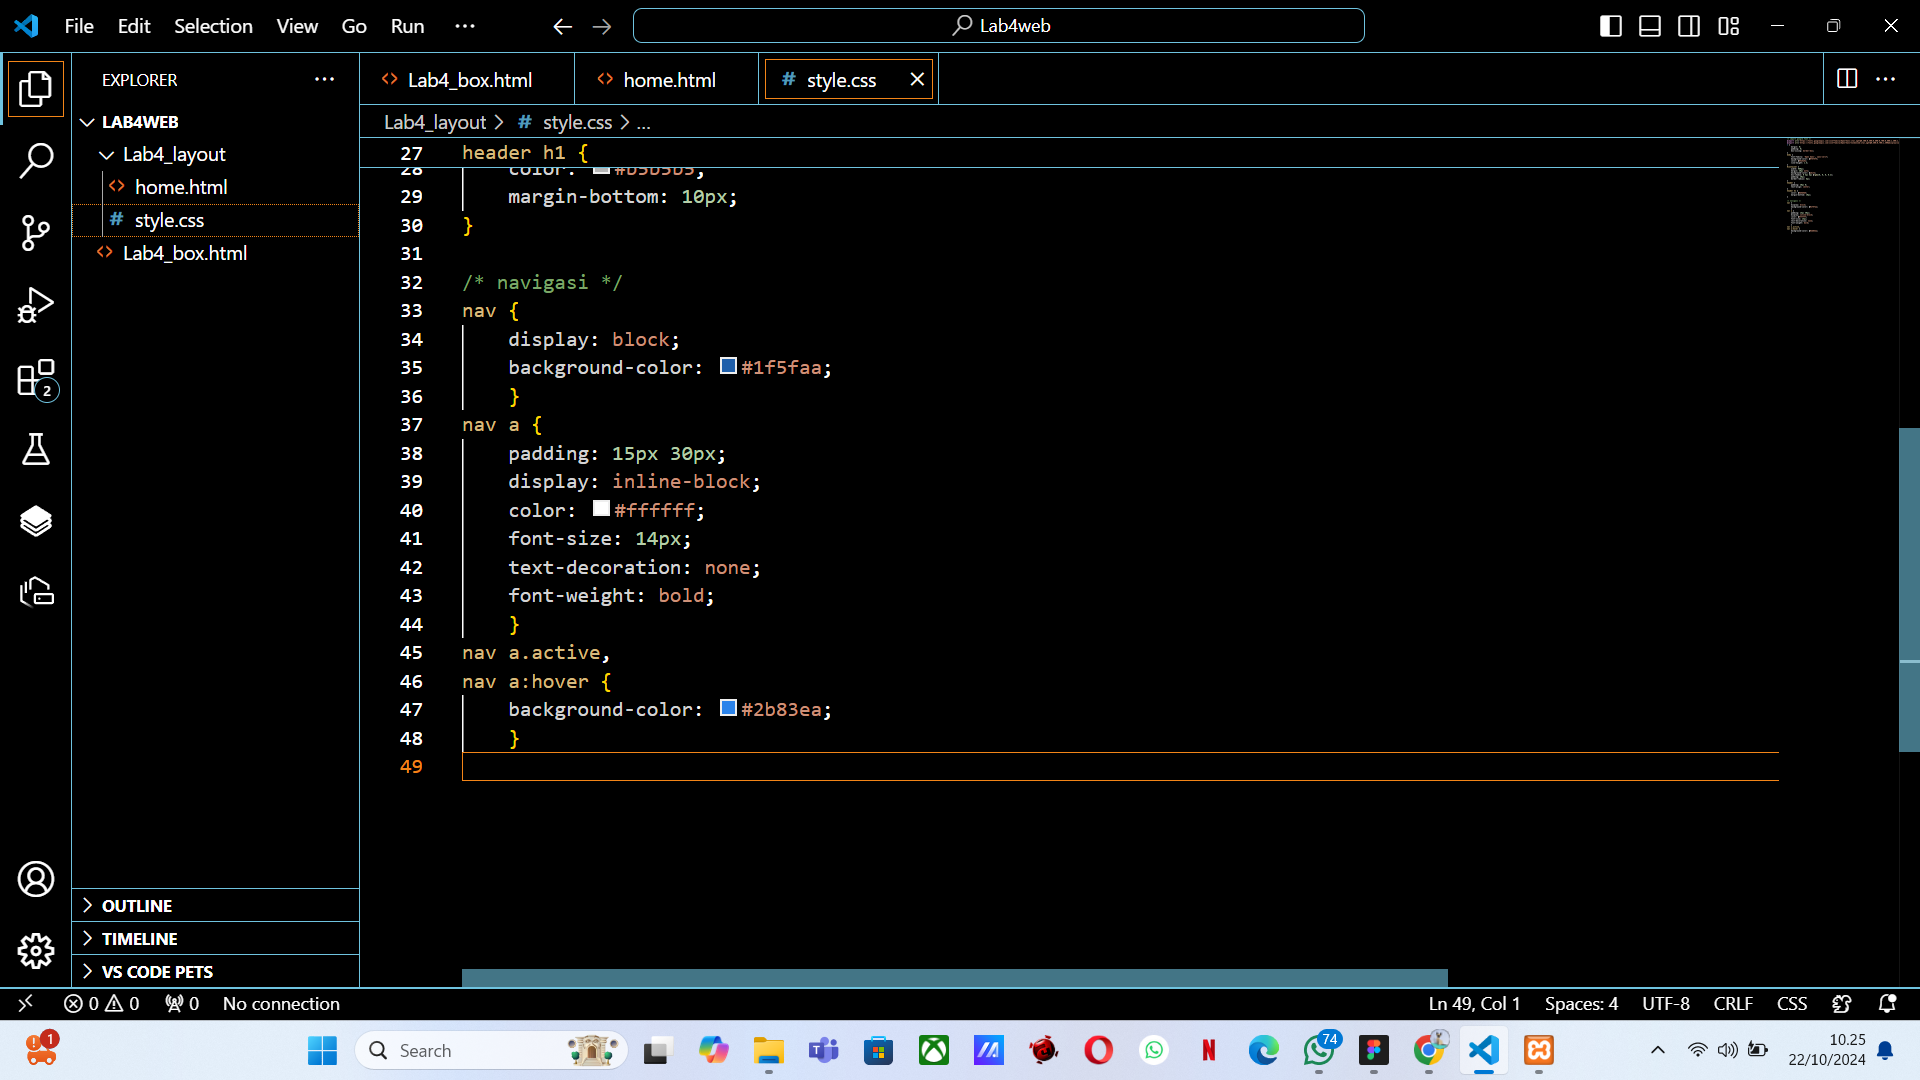 File Edit Selection View Go Run ··· Lab4web
EXPLORER ···
LAB4WEB
Lab4_layout
<> home.html
# style.css
<> Lab4_box.html
OUTLINE
TIMELINE
VS CODE PETS
2
<> Lab4_box.html <> home.html # style.css
Lab4_layout > # style.css > ...
27 header h1 {
28 color: #b5b5b5;
29 margin-bottom: 10px;
30 }
31
32 /* navigasi */
33 nav {
34 display: block;
35 background-color: #1f5faa;
36 }
37 nav a {
38 padding: 15px 30px;
39 display: inline-block;
40 color: #ffffff;
41 font-size: 14px;
42 text-decoration: none;
43 font-weight: bold;
44 }
45 nav a.active,
46 nav a:hover {
47 background-color: #2b83ea;
48 }
49
0 0 0 No connection
Ln 49, Col 1 Spaces: 4 UTF-8 CRLF CSS
1 Search 74
10.25
22/10/2024